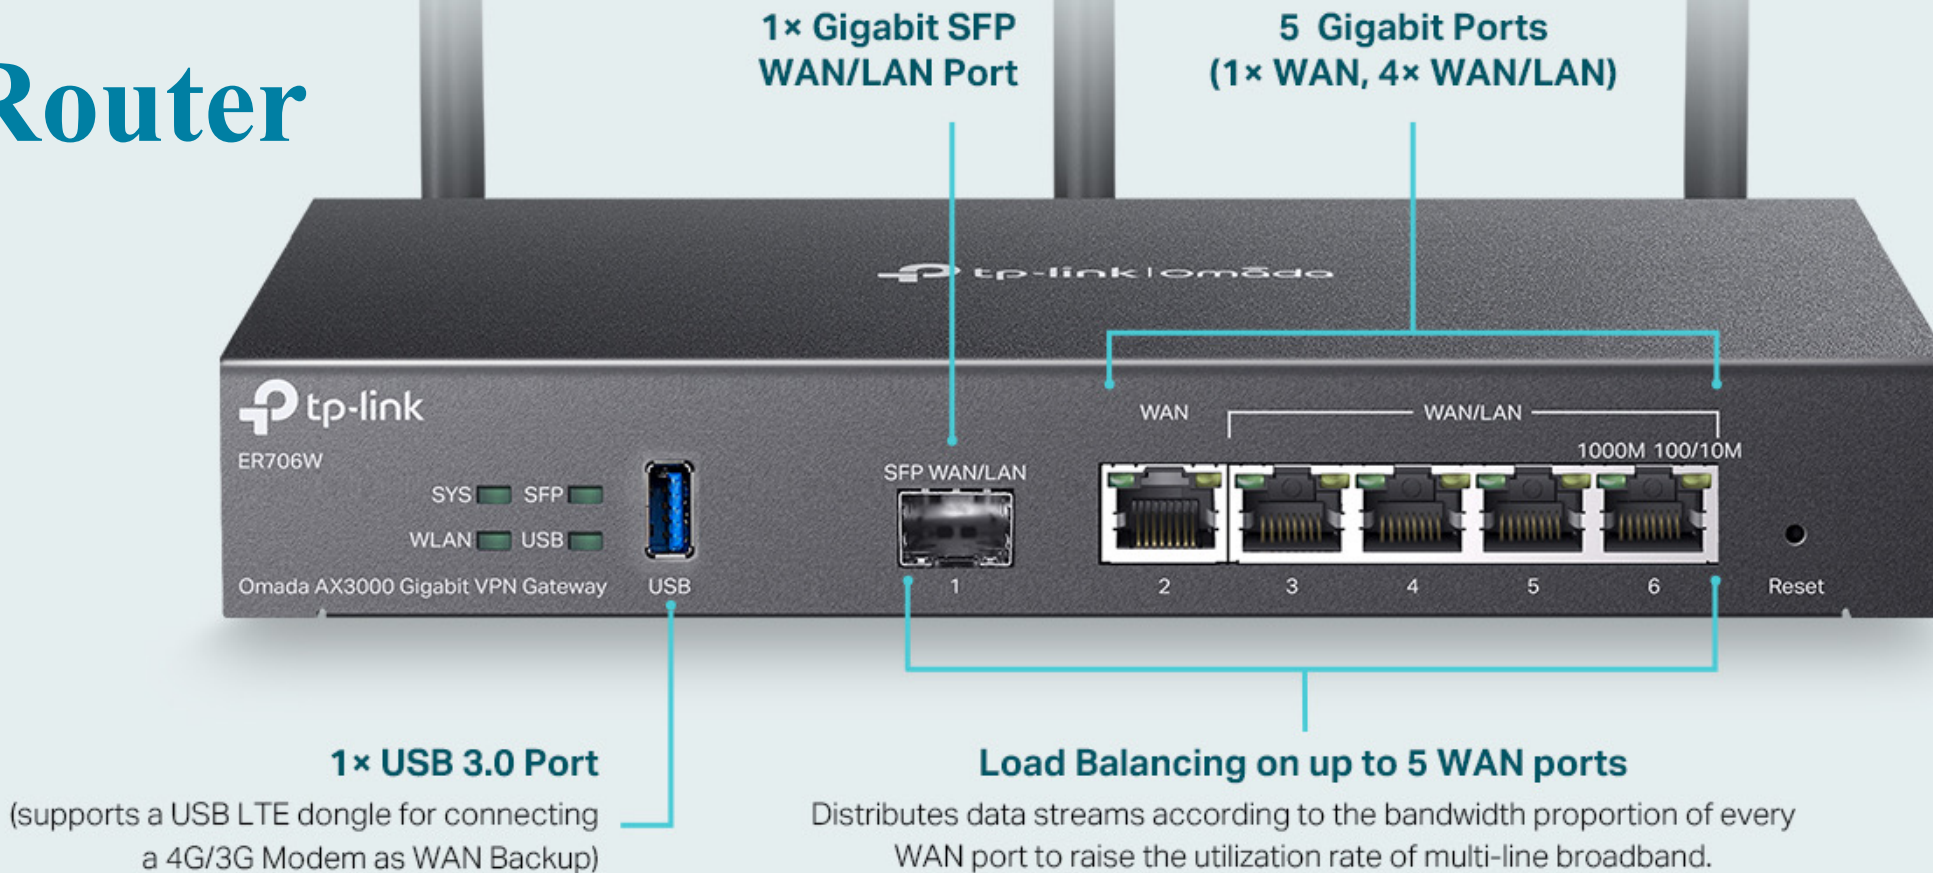 Router
1× Gigabit SFP
WAN/LAN Port
5 Gigabit Ports
(1× WAN, 4× WAN/LAN)
tp-link | omada
tp-link
ER706W
SYS SFP
WLAN USB
Omada AX3000 Gigabit VPN Gateway
USB
SFP WAN/LAN
1
WAN
WAN/LAN
1000M 100/10M
2 3 4 5 6
Reset
1× USB 3.0 Port
(supports a USB LTE dongle for connecting
a 4G/3G Modem as WAN Backup)
Load Balancing on up to 5 WAN ports
Distributes data streams according to the bandwidth proportion of every
WAN port to raise the utilization rate of multi-line broadband.